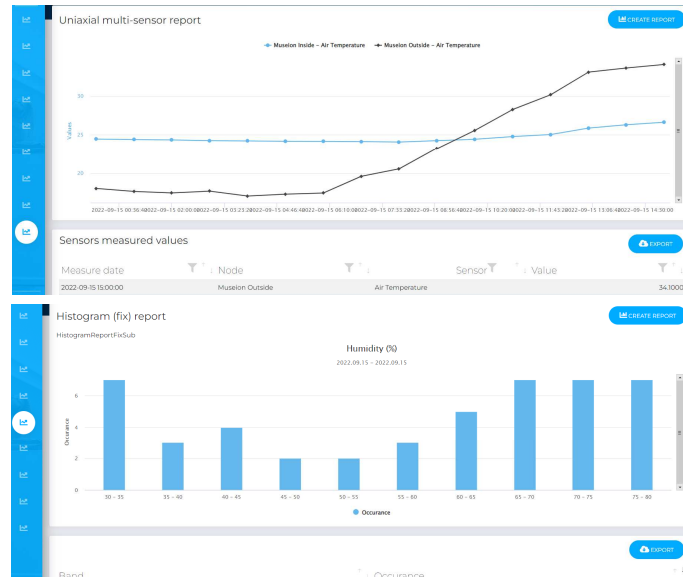 Uniaxial multi-sensor report
CREATE REPORT
Museion Inside - Air Temperature Museion Outside - Air Temperature
Values
30
25
20
2022-09-15 00:36:40 2022-09-15 02:00:00 2022-09-15 03:23:20 2022-09-15 04:46:40 2022-09-15 06:10:00 2022-09-15 07:33:20 2022-09-15 08:56:40 2022-09-15 10:20:00 2022-09-15 11:43:20 2022-09-15 13:06:40 2022-09-15 14:30:00
Sensors measured values
EXPORT
Measure date Node Sensor Value
2022-09-15 15:00:00 Museion Outside Air Temperature 34.1000
Histogram (fix) report
CREATE REPORT
HistogramReportFixSub
Humidity (%)
2022.09.15 - 2022.09.15
Occurance
6
4
2
0
30 - 35 35 - 40 40 - 45 45 - 50 50 - 55 55 - 60 60 - 65 65 - 70 70 - 75 75 - 80
Occurance
EXPORT
Band Occurance